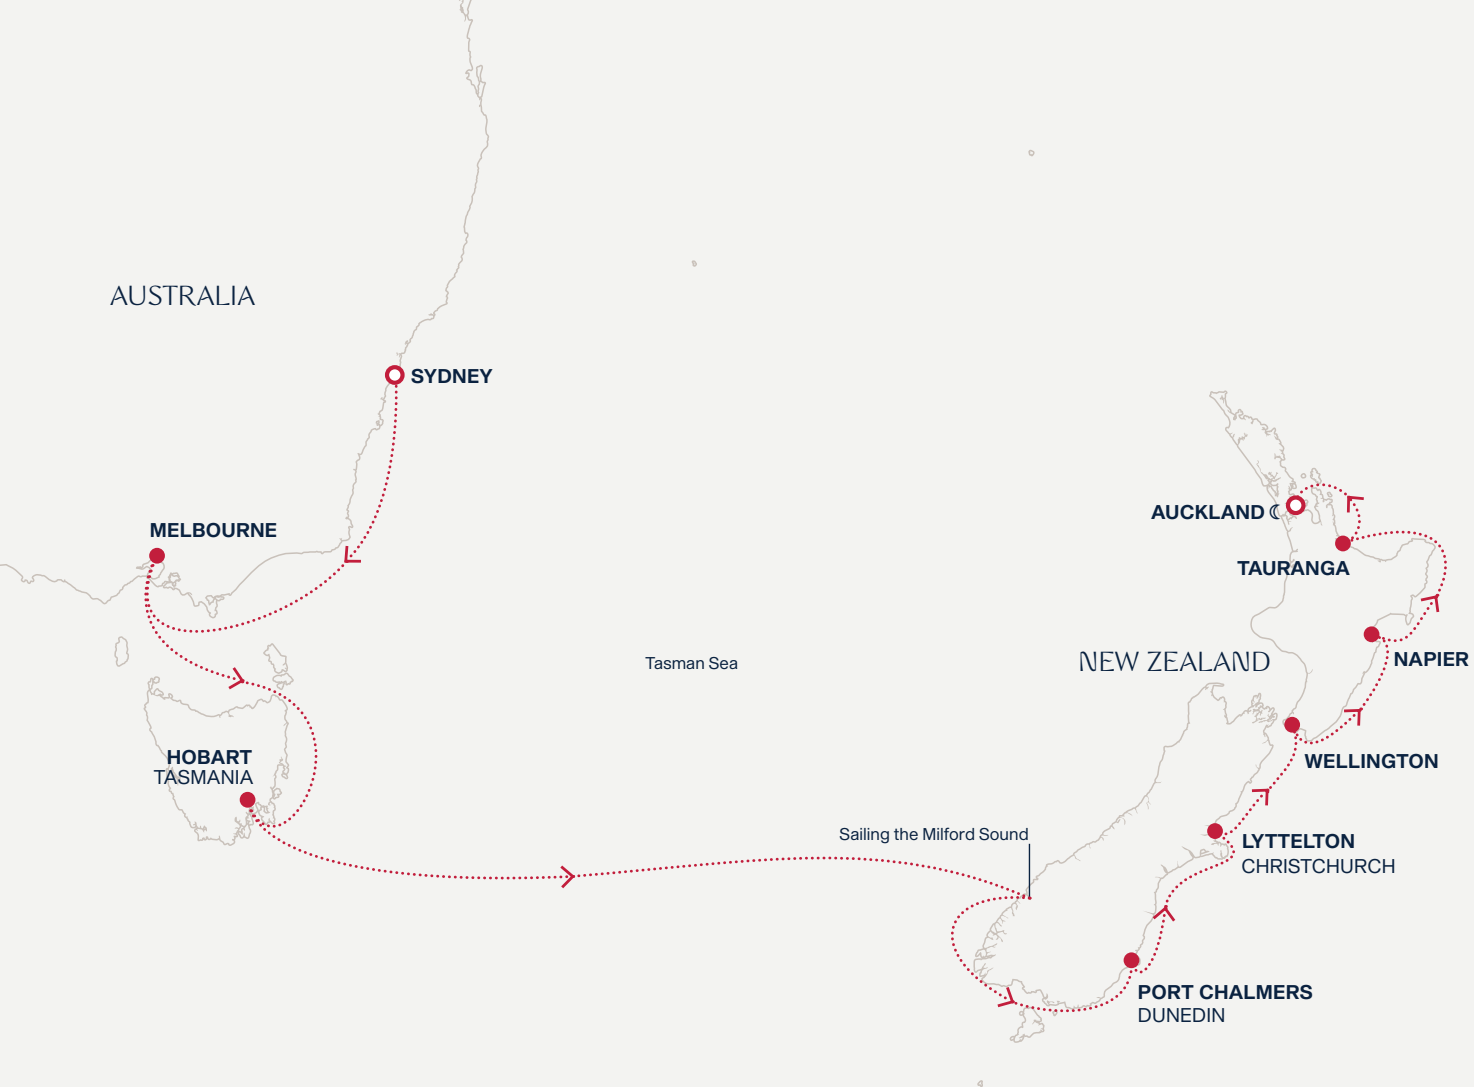 AUSTRALIA
SYDNEY
MELBOURNE
HOBART
TASMANIA
Tasman Sea
Sailing the Milford Sound
NEW ZEALAND
AUCKLAND
TAURANGA
NAPIER
WELLINGTON
LYTTELTON
CHRISTCHURCH
PORT CHALMERS
DUNEDIN